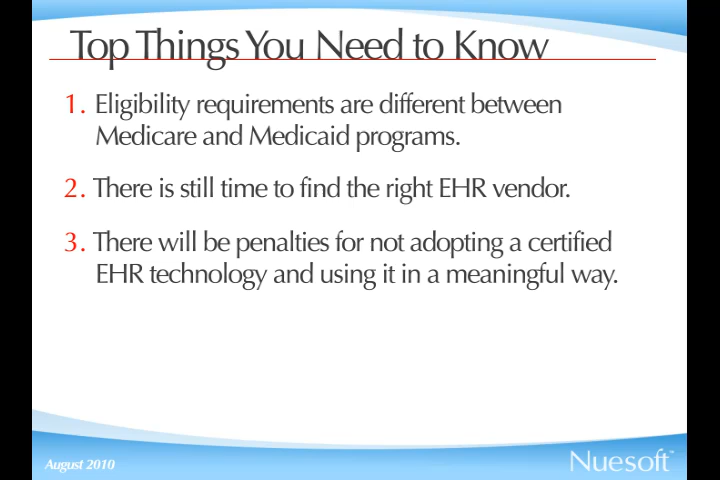 Top Things You Need to Know
1. Eligibility requirements are different between
Medicare and Medicaid programs.
2. There is still time to find the right EHR vendor.
3. There will be penalties for not adopting a certified
EHR technology and using it in a meaningful way.
August 2010
Nuesoft™